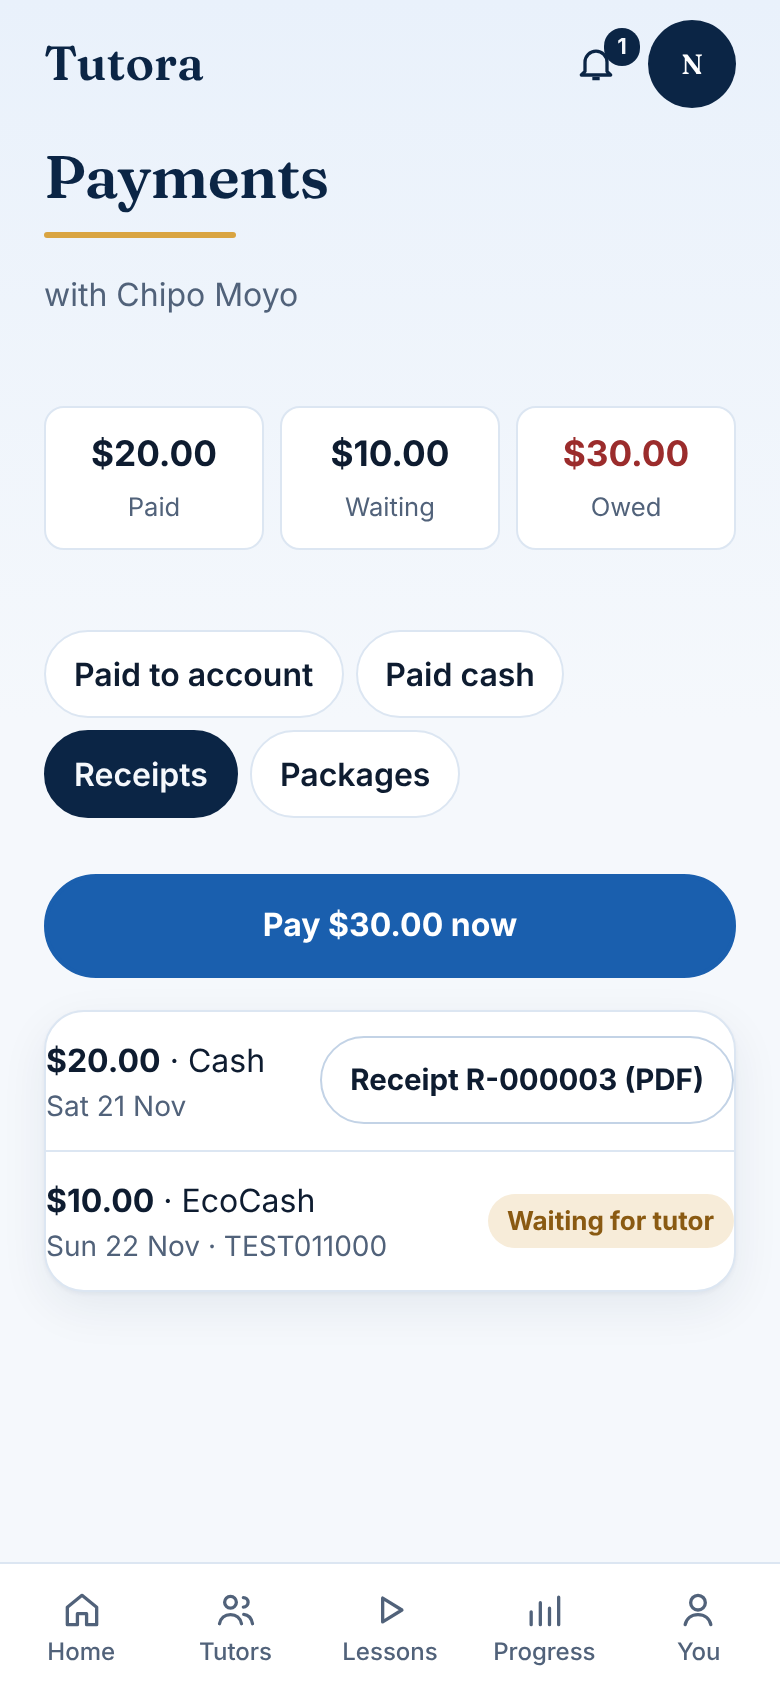 Tutora
1
N
Payments
with Chipo Moyo
$20.00
Paid
$10.00
Waiting
$30.00
Owed
Paid to account
Paid cash
Receipts
Packages
Pay $30.00 now
$20.00 · Cash
Sat 21 Nov
Receipt R-000003 (PDF)
$10.00 · EcoCash
Sun 22 Nov · TEST011000
Waiting for tutor
Home
Tutors
Lessons
Progress
You